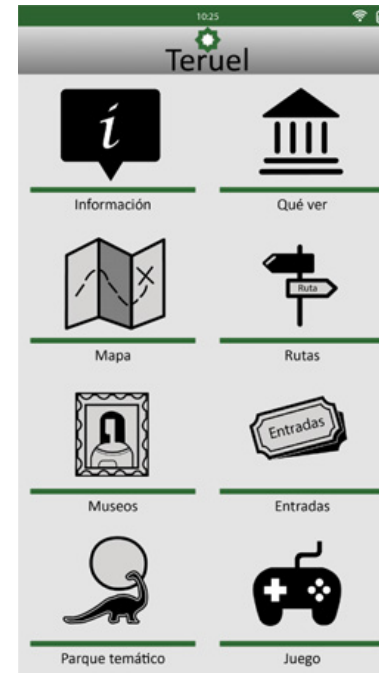 10:25
Teruel
i
Información
Qué ver
Mapa
Ruta
Rutas
Museos
Entradas
Entradas
Parque temático
Juego